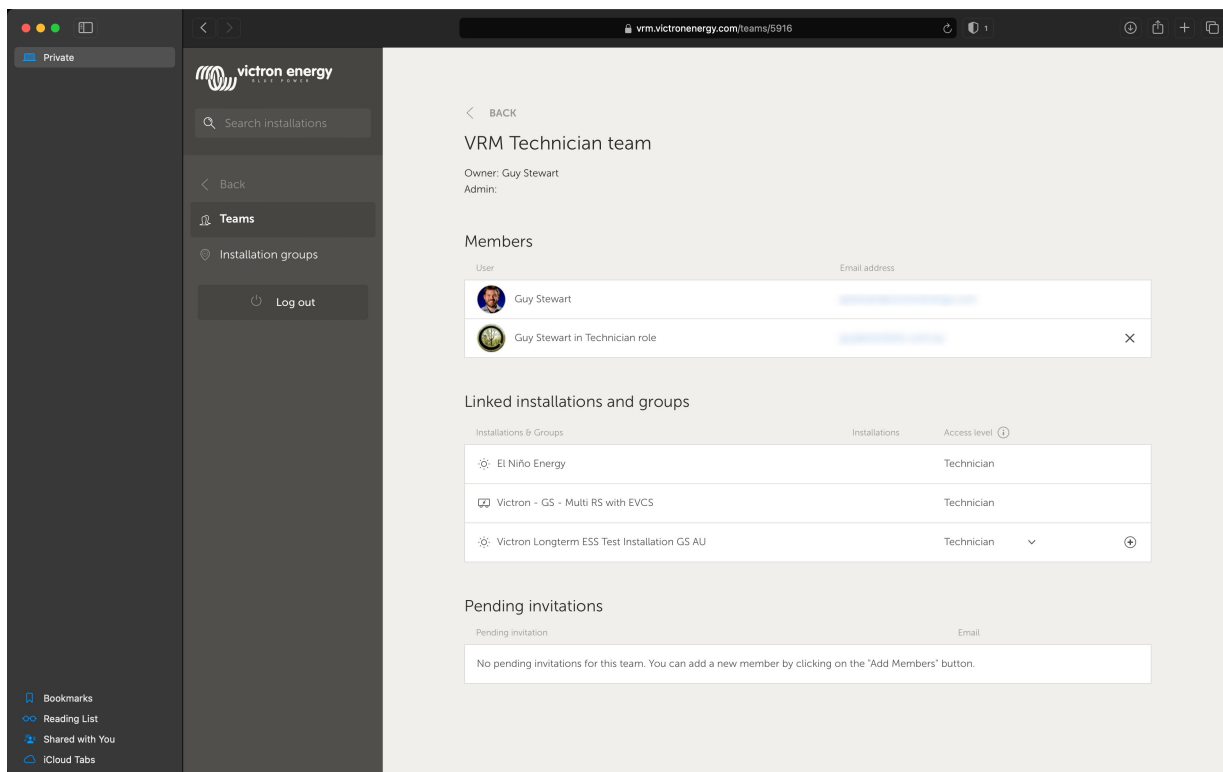 Private
vrm.victronenergy.com/teams/5916
1
victron energy
BLUE POWER
Search installations
Back
Teams
Installation groups
Log out
BACK
VRM Technician team
Owner: Guy Stewart
Admin:
Members
User Email address
Guy Stewart
Guy Stewart in Technician role
Linked installations and groups
Installations & Groups Installations Access level
El Niño Energy Technician
Victron - GS - Multi RS with EVCS Technician
Victron Longterm ESS Test Installation GS AU Technician
Pending invitations
Pending invitation Email
No pending invitations for this team. You can add a new member by clicking on the "Add Members" button.
Bookmarks
Reading List
Shared with You
iCloud Tabs